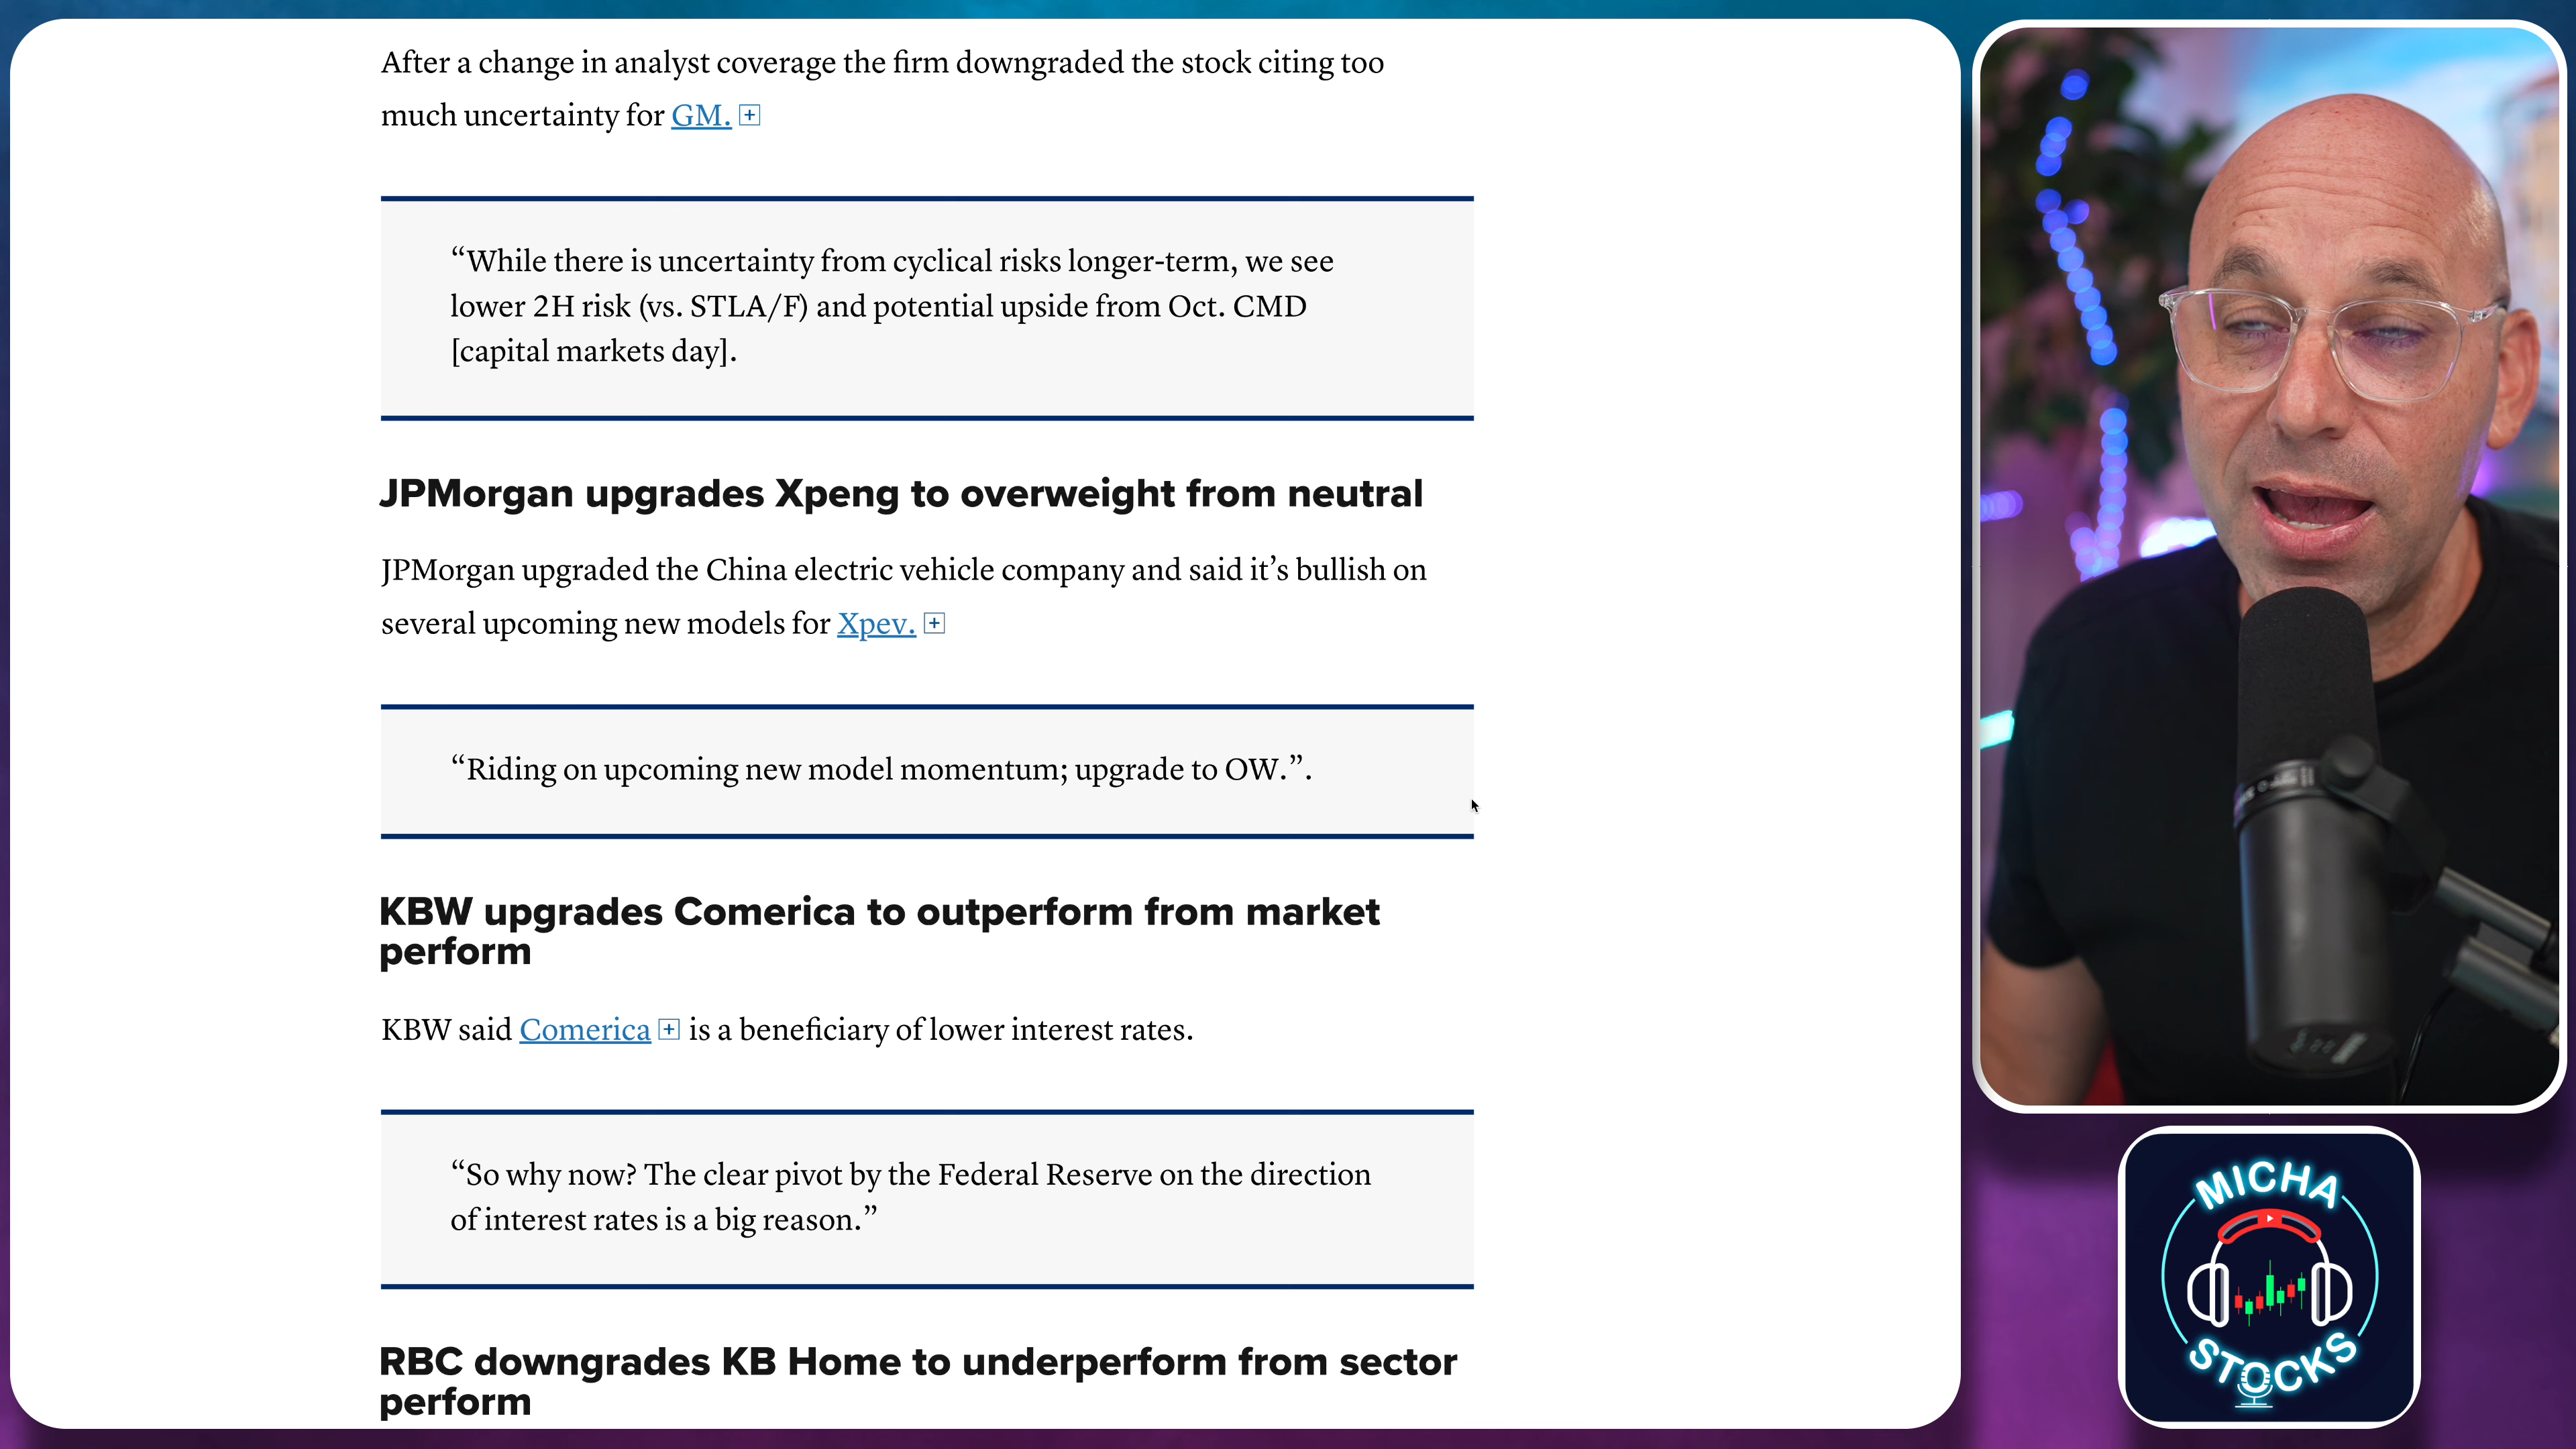 After a change in analyst coverage the firm downgraded the stock citing too
much uncertainty for GM.
“While there is uncertainty from cyclical risks longer-term, we see
lower 2H risk (vs. STLA/F) and potential upside from Oct. CMD
[capital markets day].
JPMorgan upgrades Xpeng to overweight from neutral
JPMorgan upgraded the China electric vehicle company and said it’s bullish on
several upcoming new models for Xpev.
“Riding on upcoming new model momentum; upgrade to OW.”.
KBW upgrades Comerica to outperform from market
perform
KBW said Comerica is a beneficiary of lower interest rates.
“So why now? The clear pivot by the Federal Reserve on the direction
of interest rates is a big reason.”
RBC downgrades KB Home to underperform from sector
perform
MICHA
STOCKS